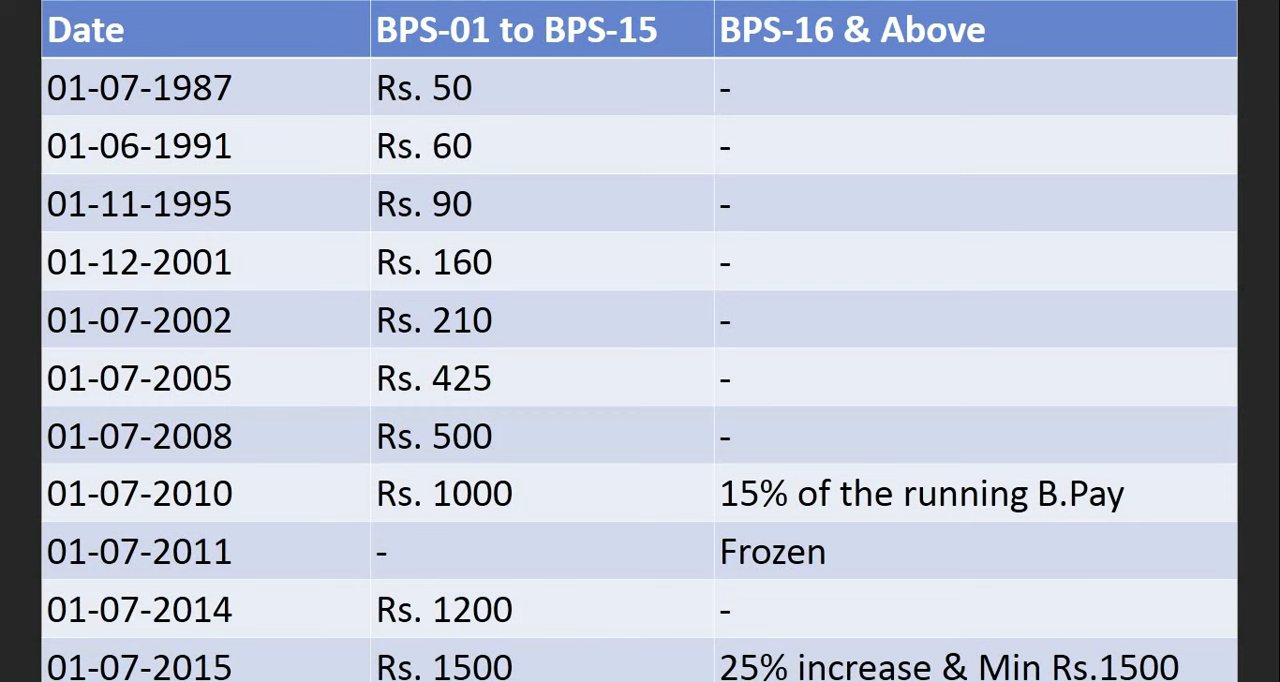 Date BPS-01 to BPS-15 BPS-16 & Above
01-07-1987 Rs. 50 -
01-06-1991 Rs. 60 -
01-11-1995 Rs. 90 -
01-12-2001 Rs. 160 -
01-07-2002 Rs. 210 -
01-07-2005 Rs. 425 -
01-07-2008 Rs. 500 -
01-07-2010 Rs. 1000 15% of the running B.Pay
01-07-2011 - Frozen
01-07-2014 Rs. 1200 -
01-07-2015 Rs. 1500 25% increase & Min Rs.1500